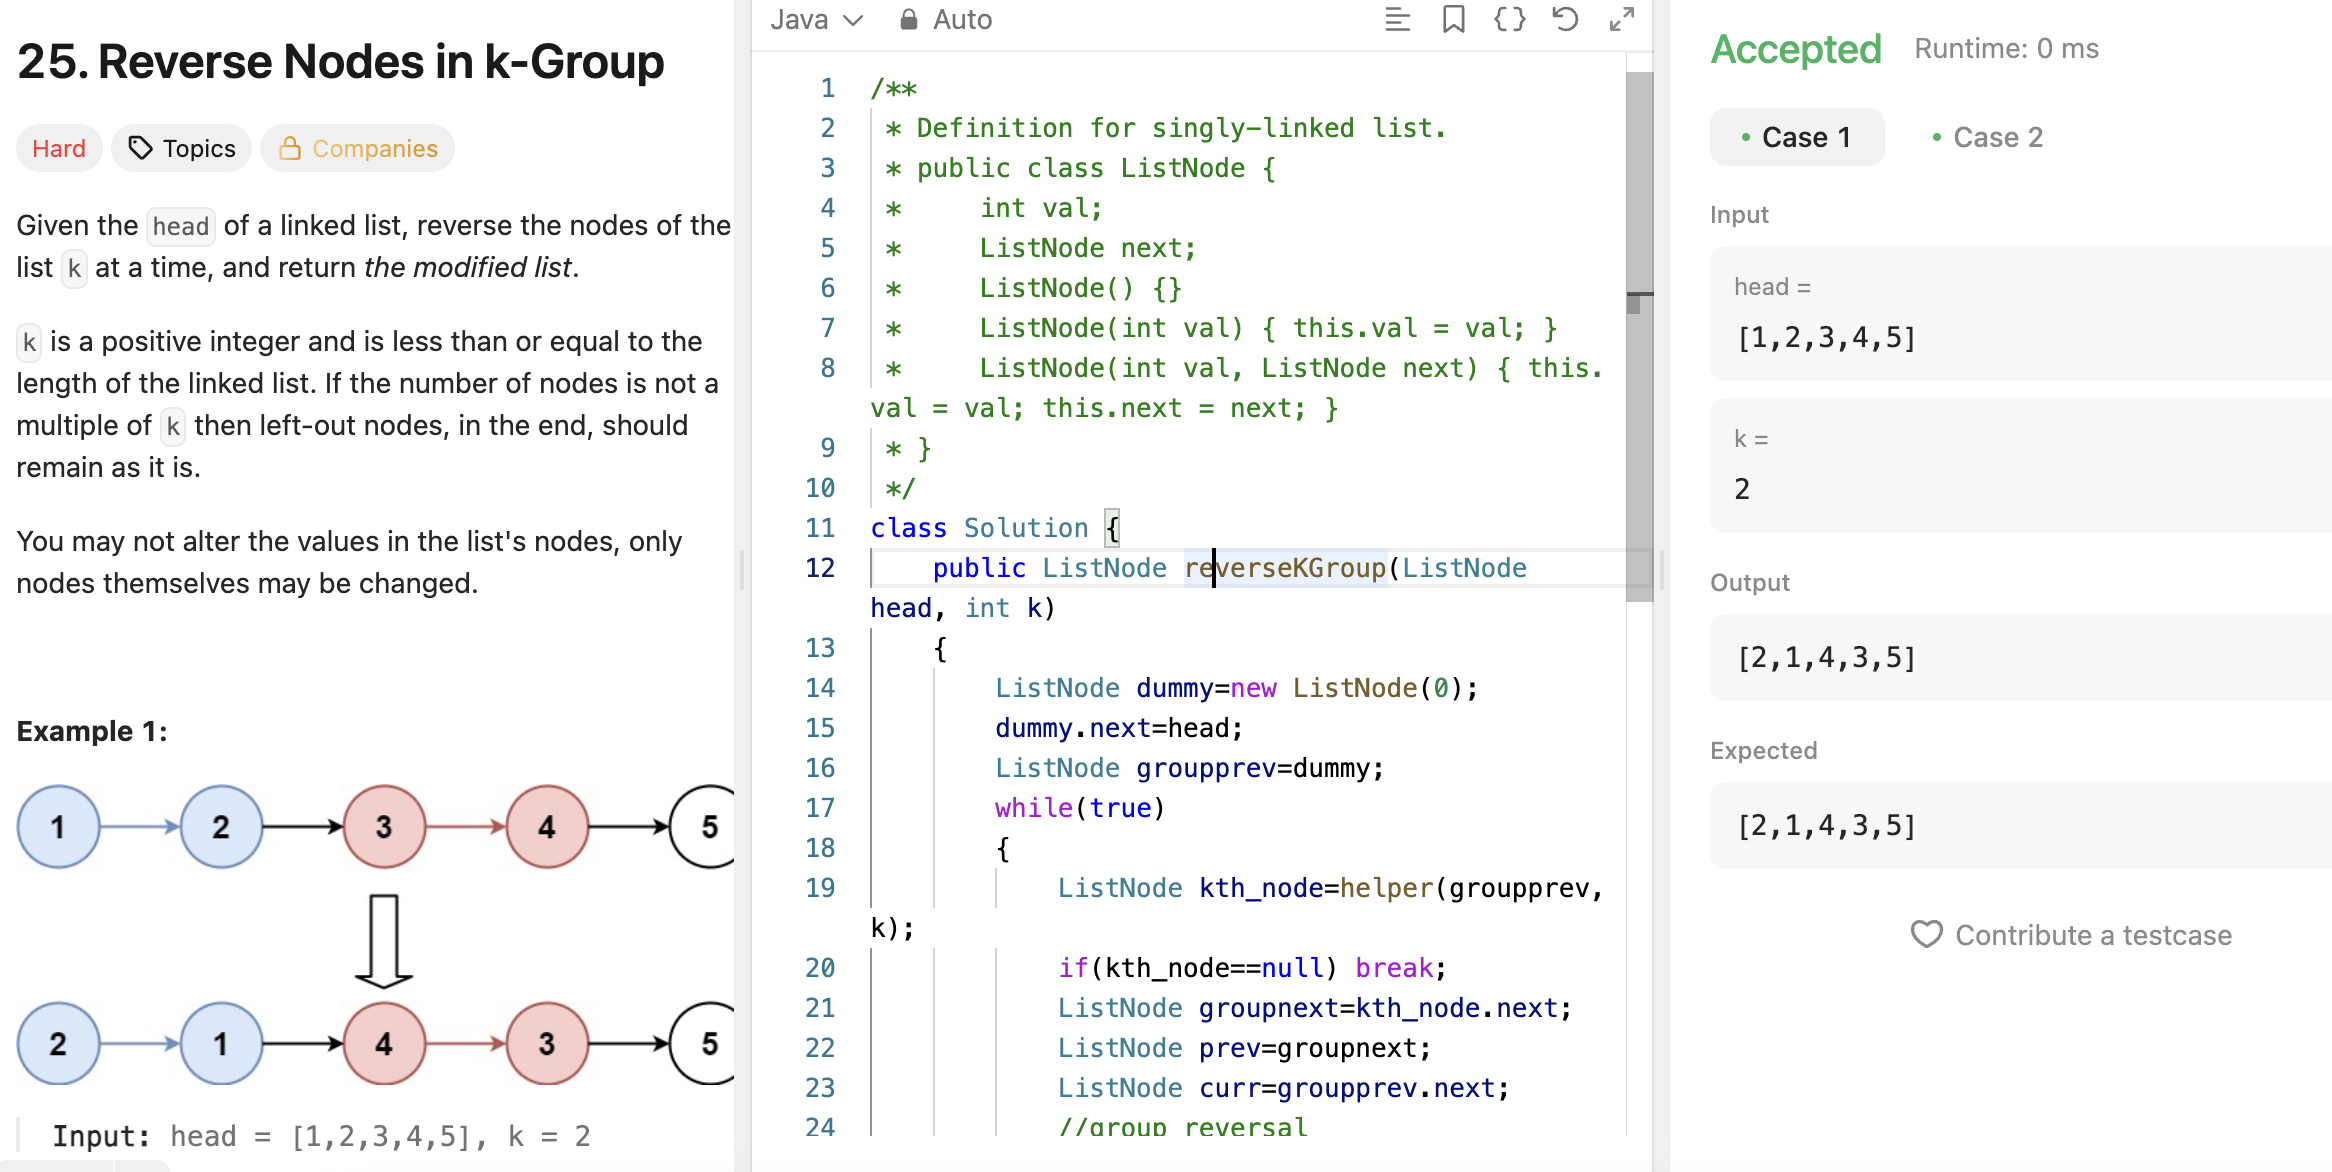 25. Reverse Nodes in k-Group
Hard Topics Companies
Given the head of a linked list, reverse the nodes of the
list k at a time, and return the modified list.
k is a positive integer and is less than or equal to the
length of the linked list. If the number of nodes is not a
multiple of k then left-out nodes, in the end, should
remain as it is.
You may not alter the values in the list's nodes, only
nodes themselves may be changed.
Example 1:
1 2 3 4 5
2 1 4 3 5
Input: head = [1,2,3,4,5], k = 2
Java Auto
1 /**
2  * Definition for singly-linked list.
3  * public class ListNode {
4  *     int val;
5  *     ListNode next;
6  *     ListNode() {}
7  *     ListNode(int val) { this.val = val; }
8  *     ListNode(int val, ListNode next) { this.
val = val; this.next = next; }
9  * }
10  */
11 class Solution {
12     public ListNode reverseKGroup(ListNode
head, int k)
13     {
14         ListNode dummy=new ListNode(0);
15         dummy.next=head;
16         ListNode groupprev=dummy;
17         while(true)
18         {
19             ListNode kth_node=helper(groupprev,
k);
20             if(kth_node==null) break;
21             ListNode groupnext=kth_node.next;
22             ListNode prev=groupnext;
23             ListNode curr=groupprev.next;
24             //group reversal
Accepted Runtime: 0 ms
• Case 1 • Case 2
Input
head =
[1,2,3,4,5]
k =
2
Output
[2,1,4,3,5]
Expected
[2,1,4,3,5]
Contribute a testcase